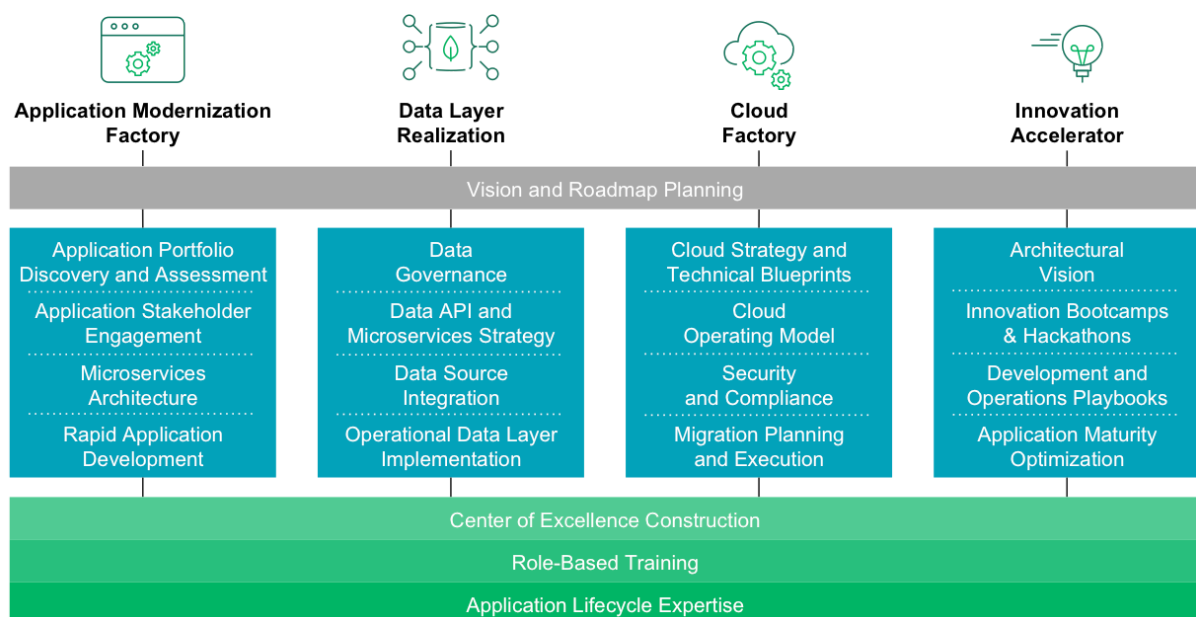 Application Modernization
Factory
Data Layer
Realization
Cloud
Factory
Innovation
Accelerator
Vision and Roadmap Planning
Application Portfolio
Discovery and Assessment
Application Stakeholder
Engagement
Microservices
Architecture
Rapid Application
Development
Data
Governance
Data API and
Microservices Strategy
Data Source
Integration
Operational Data Layer
Implementation
Cloud Strategy and
Technical Blueprints
Cloud
Operating Model
Security
and Compliance
Migration Planning
and Execution
Architectural
Vision
Innovation Bootcamps
& Hackathons
Development and
Operations Playbooks
Application Maturity
Optimization
Center of Excellence Construction
Role-Based Training
Application Lifecycle Expertise